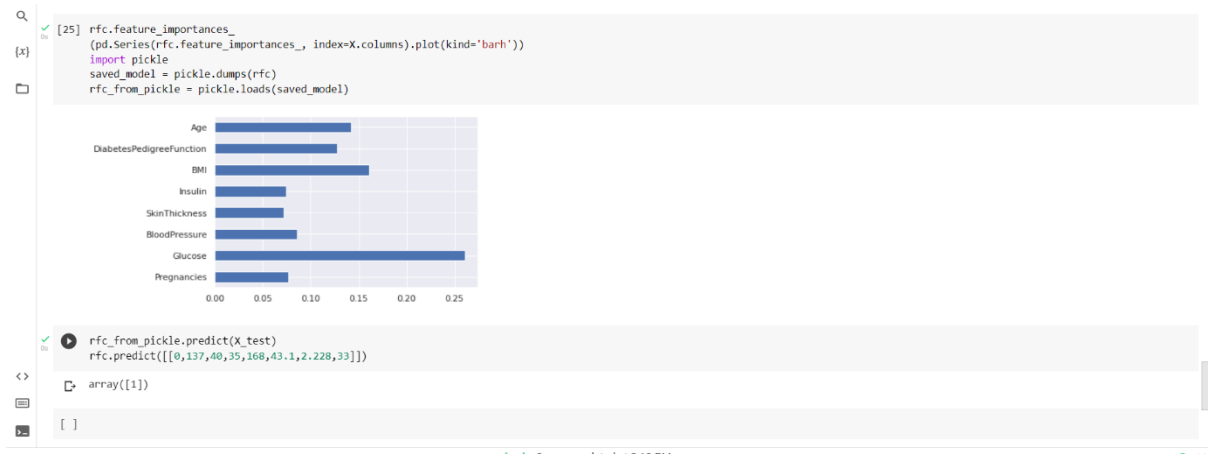 [25] rfc.feature_importances_
(pd.Series(rfc.feature_importances_, index=X.columns).plot(kind='barh'))
import pickle
saved_model = pickle.dumps(rfc)
rfc_from_pickle = pickle.loads(saved_model)
{x}
0s
Age
DiabetesPedigreeFunction
BMI
Insulin
SkinThickness
BloodPressure
Glucose
Pregnancies
0.00 0.05 0.10 0.15 0.20 0.25
0s
rfc_from_pickle.predict(X_test)
rfc.predict([[0,137,40,35,168,43.1,2.228,33]])
<>
array([1])
[ ]